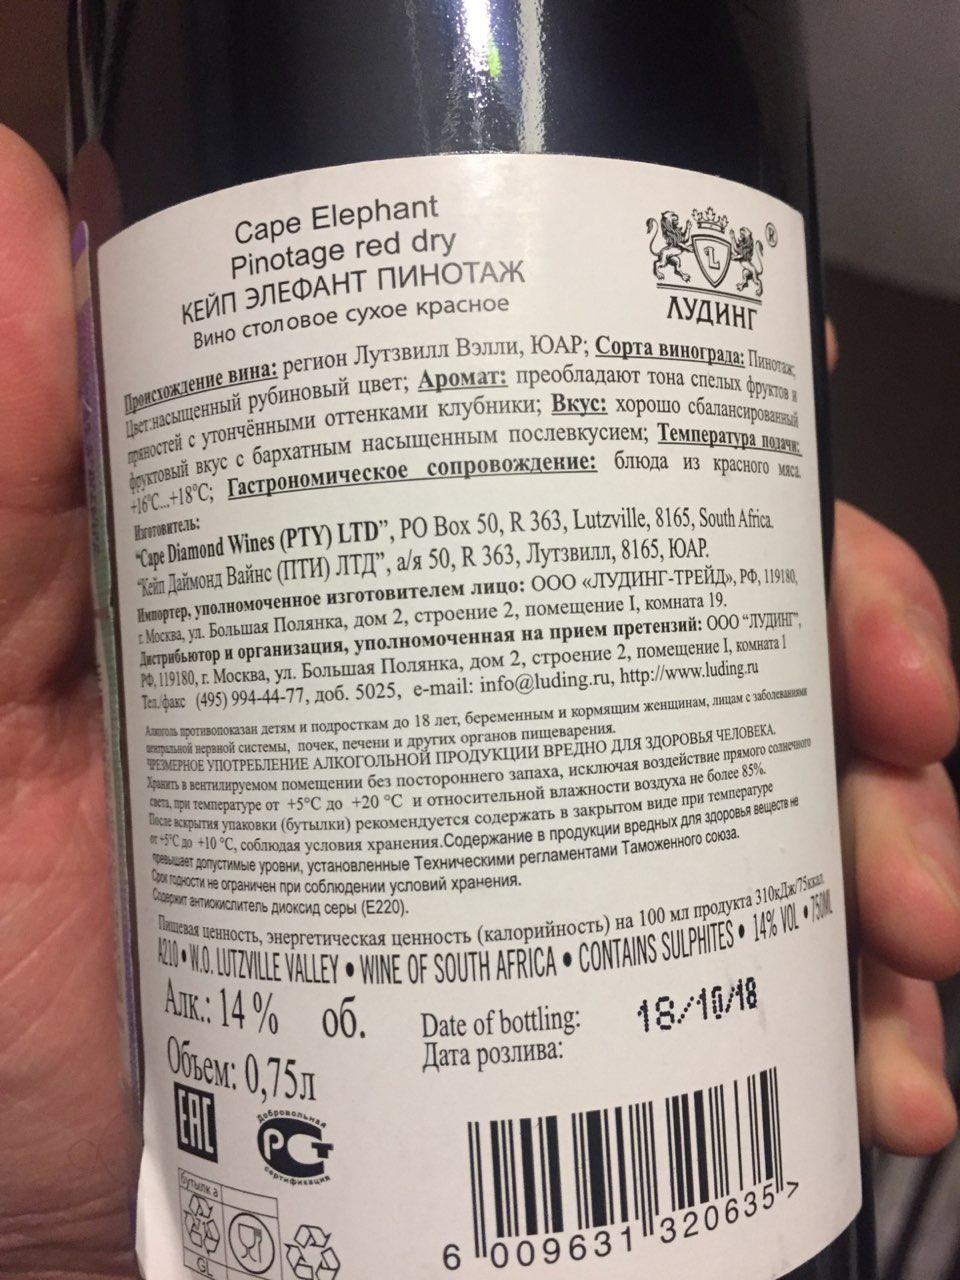 Cape Elephant
Pinotage red dry
КЕЙП ЭЛЕФАНТ ПИНОТАЖ
Вино столовое сухое красное
L
®
ЛУДИНГ
Происхождение вина: регион Лутзвилл Вэлли, ЮАР; Сорта винограда: Пинотаж;
Цвет:насыщенный рубиновый цвет; Аромат: преобладают тона спелых фруктов и
пряностей с утончёнными оттенками клубники; Вкус: хорошо сбалансированный
фруктовый вкус с бархатным насыщенным послевкусием; Температура подачи:
+16°С...+18°С; Гастрономическое сопровождение: блюда из красного мяса.
Изготовитель:
"Cape Diamond Wines (PTY) LTD", PO Box 50, R 363, Lutzville, 8165, South Africa.
"Кейп Даймонд Вайнс (ПТИ) ЛТД", а/я 50, R 363, Лутзвилл, 8165, ЮАР.
Импортер, уполномоченное изготовителем лицо: ООО «ЛУДИНГ-ТРЕЙД», РФ, 119180,
г. Москва, ул. Большая Полянка, дом 2, строение 2, помещение I, комната 19.
Дистрибьютор и организация, уполномоченная на прием претензий: ООО "ЛУДИНГ",
РФ, 119180, г. Москва, ул. Большая Полянка, дом 2, строение 2, помещение I, комната 1
Тел./факс (495) 994-44-77, доб. 5025, e-mail: info@luding.ru, http://www.luding.ru
Алкоголь противопоказан детям и подросткам до 18 лет, беременным и кормящим женщинам, лицам с заболеваниями
центральной нервной системы, почек, печени и других органов пищеварения.
ЧРЕЗМЕРНОЕ УПОТРЕБЛЕНИЕ АЛКОГОЛЬНОЙ ПРОДУКЦИИ ВРЕДНО ДЛЯ ЗДОРОВЬЯ ЧЕЛОВЕКА.
Хранить в вентилируемом помещении без постороннего запаха, исключая воздействие прямого солнечного
света, при температуре от +5°С до +20 °С и относительной влажности воздуха не более 85%.
После вскрытия упаковки (бутылки) рекомендуется содержать в закрытом виде при температуре
от +5°С до +10 °С, соблюдая условия хранения.Содержание в продукции вредных для здоровья веществ не
превышает допустимые уровни, установленные Техническими регламентами Таможенного союза.
Срок годности не ограничен при соблюдении условий хранения.
Содержит антиокислитель диоксид серы (Е220).
Пищевая ценность, энергетическая ценность (калорийность) на 100 мл продукта 310кДж/75ккал
A210 • W.O. LUTZVILLE VALLEY • WINE OF SOUTH AFRICA • CONTAINS SULPHITES • 14% VOL • 750ML
Алк.: 14 % об.
Date of bottling: 18/10/18
Дата розлива:
Объем: 0,75л
EAC
Добровольная
РСТ
сертификация
бутылка
GL
6 009631 320635 >